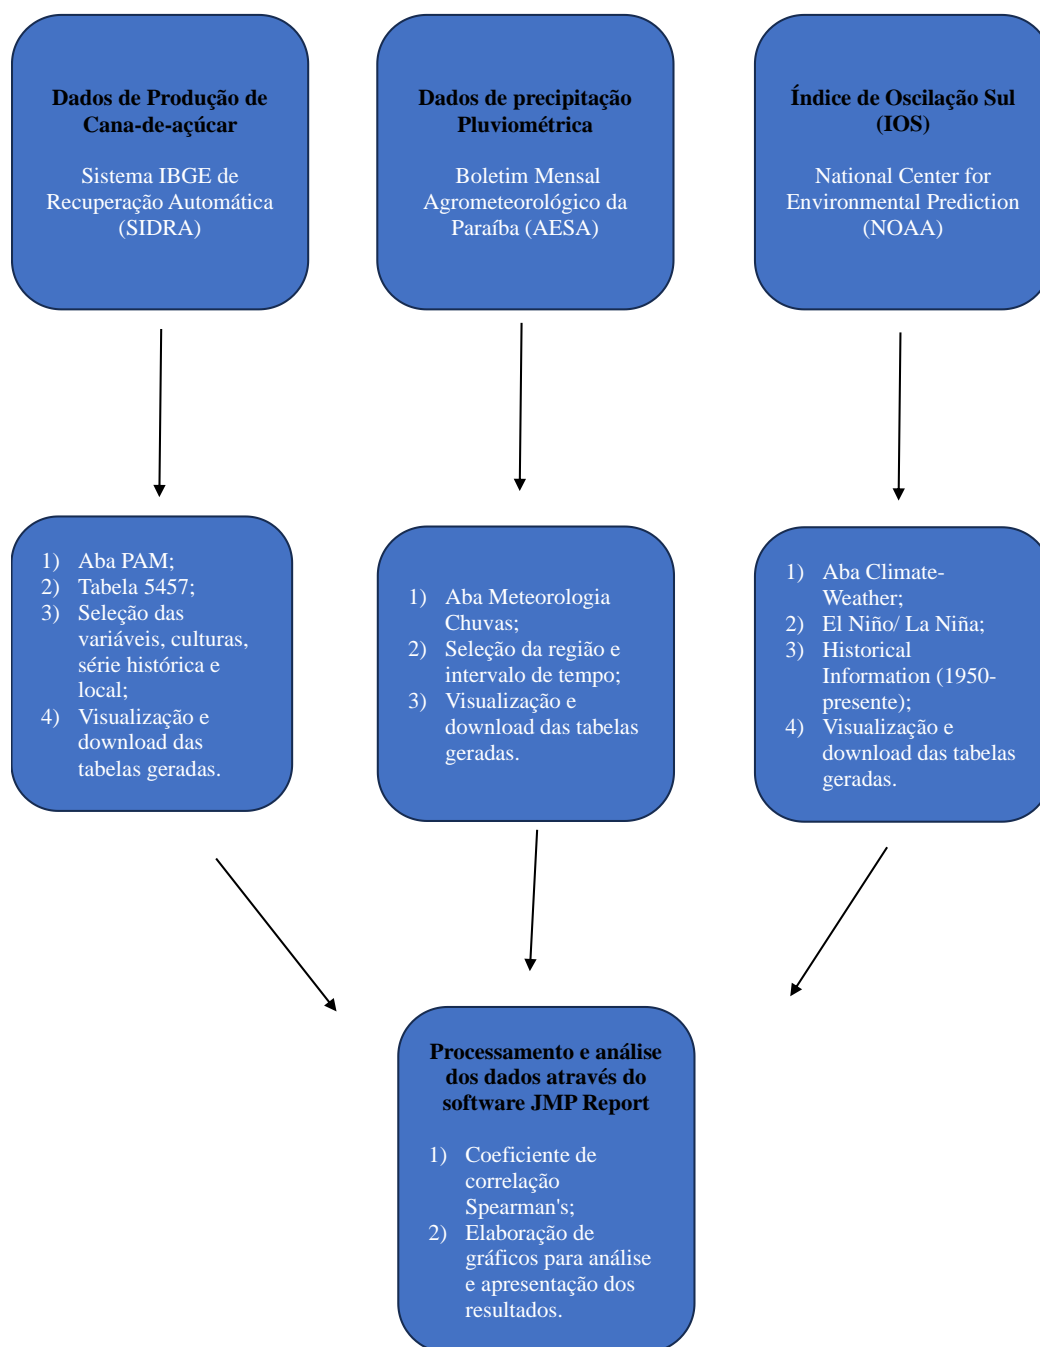 Dados de Produção de
Cana-de-açúcar
Sistema IBGE de
Recuperação Automática
(SIDRA)
Dados de precipitação
Pluviométrica
Boletim Mensal
Agrometeorológico da
Paraíba (AESA)
Índice de Oscilação Sul
(IOS)
National Center for
Environmental Prediction
(NOAA)
1) Aba PAM;
2) Tabela 5457;
3) Seleção das
variáveis, culturas,
série histórica e
local;
4) Visualização e
download das
tabelas geradas.
1) Aba Meteorologia
Chuvas;
2) Seleção da região e
intervalo de tempo;
3) Visualização e
download das tabelas
geradas.
1) Aba Climate-
Weather;
2) El Niño/ La Niña;
3) Historical
Information (1950-
presente);
4) Visualização e
download das tabelas
geradas.
Processamento e análise
dos dados através do
software JMP Report
1) Coeficiente de
correlação
Spearman's;
2) Elaboração de
gráficos para análise
e apresentação dos
resultados.